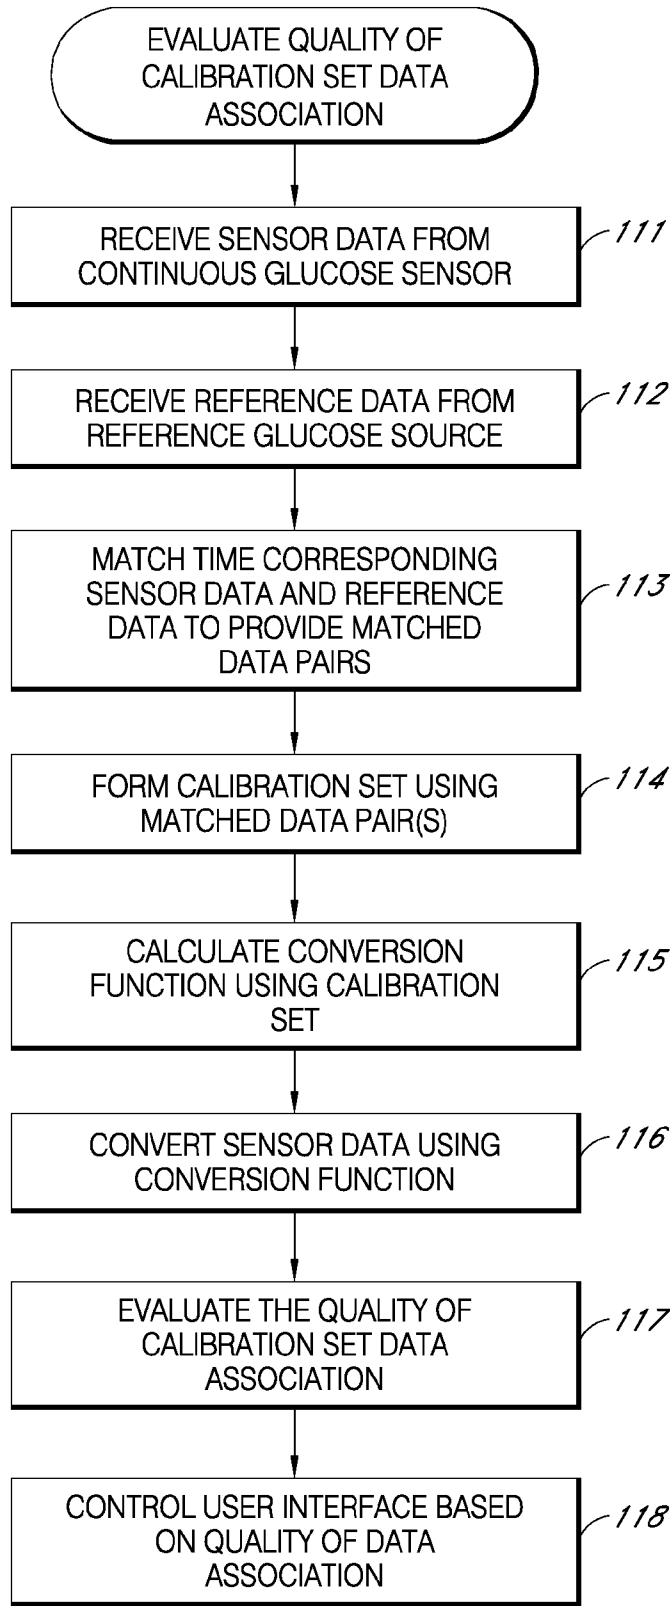 EVALUATE QUALITY OF
CALIBRATION SET DATA
ASSOCIATION
RECEIVE SENSOR DATA FROM
CONTINUOUS GLUCOSE SENSOR
111
RECEIVE REFERENCE DATA FROM
REFERENCE GLUCOSE SOURCE
112
MATCH TIME CORRESPONDING
SENSOR DATA AND REFERENCE
DATA TO PROVIDE MATCHED
DATA PAIRS
113
FORM CALIBRATION SET USING
MATCHED DATA PAIR(S)
114
CALCULATE CONVERSION
FUNCTION USING CALIBRATION
SET
115
CONVERT SENSOR DATA USING
CONVERSION FUNCTION
116
EVALUATE THE QUALITY OF
CALIBRATION SET DATA
ASSOCIATION
117
CONTROL USER INTERFACE BASED
ON QUALITY OF DATA
ASSOCIATION
118